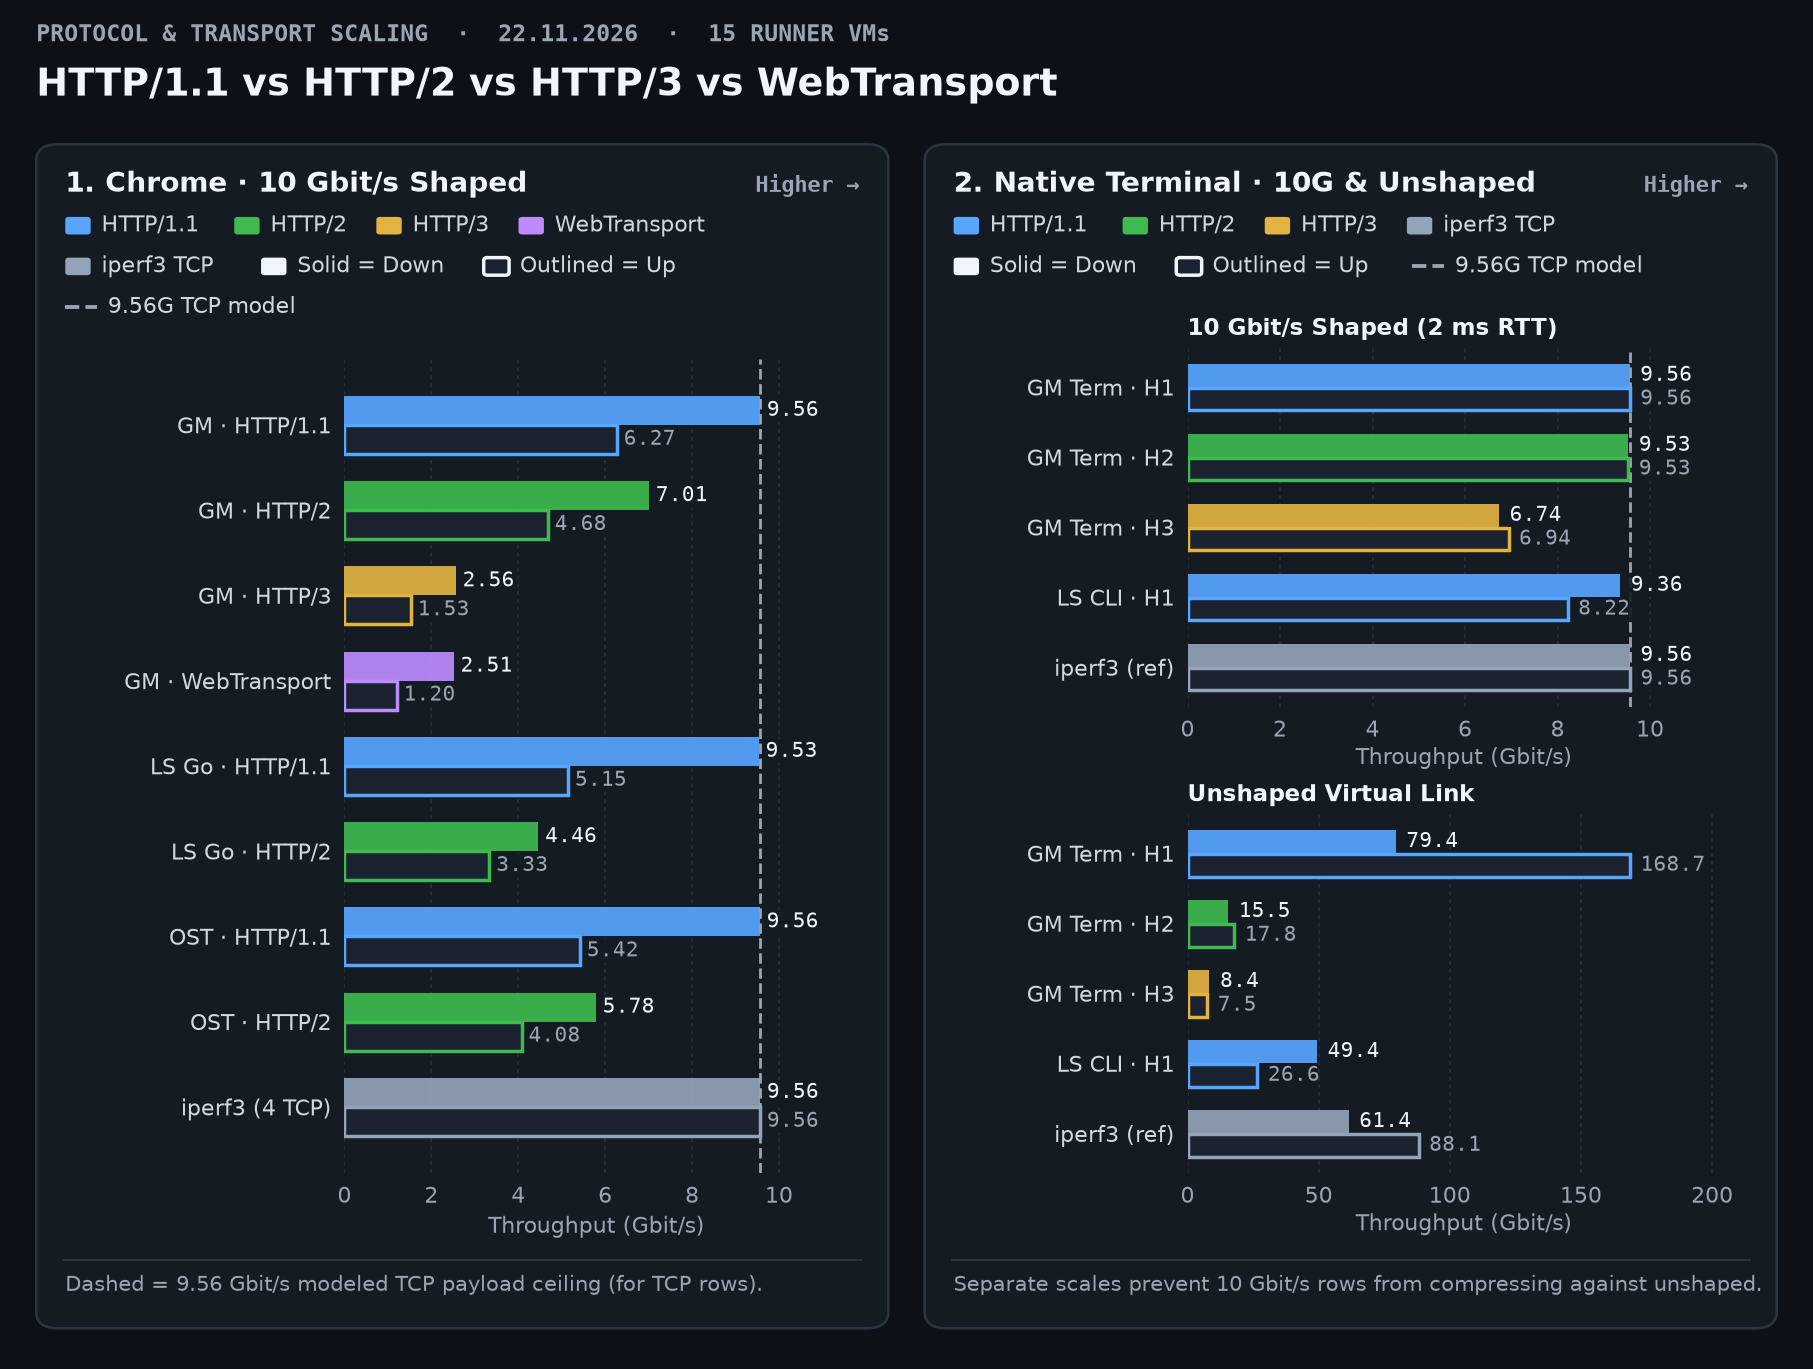 PROTOCOL & TRANSPORT SCALING · 22.11.2026 · 15 RUNNER VMs
HTTP/1.1 vs HTTP/2 vs HTTP/3 vs WebTransport
1. Chrome · 10 Gbit/s Shaped
Higher →
HTTP/1.1 HTTP/2 HTTP/3 WebTransport
iperf3 TCP Solid = Down Outlined = Up
9.56G TCP model
GM · HTTP/1.1 9.56
6.27
GM · HTTP/2 7.01
4.68
GM · HTTP/3 2.56
1.53
GM · WebTransport 2.51
1.20
LS Go · HTTP/1.1 9.53
5.15
LS Go · HTTP/2 4.46
3.33
OST · HTTP/1.1 9.56
5.42
OST · HTTP/2 5.78
4.08
iperf3 (4 TCP) 9.56
9.56
0 2 4 6 8 10
Throughput (Gbit/s)
Dashed = 9.56 Gbit/s modeled TCP payload ceiling (for TCP rows).
2. Native Terminal · 10G & Unshaped
Higher →
HTTP/1.1 HTTP/2 HTTP/3 iperf3 TCP
Solid = Down Outlined = Up 9.56G TCP model
10 Gbit/s Shaped (2 ms RTT)
GM Term · H1 9.56
9.56
GM Term · H2 9.53
9.53
GM Term · H3 6.74
6.94
LS CLI · H1 9.36
8.22
iperf3 (ref) 9.56
9.56
0 2 4 6 8 10
Throughput (Gbit/s)
Unshaped Virtual Link
GM Term · H1 79.4
168.7
GM Term · H2 15.5
17.8
GM Term · H3 8.4
7.5
LS CLI · H1 49.4
26.6
iperf3 (ref) 61.4
88.1
0 50 100 150 200
Throughput (Gbit/s)
Separate scales prevent 10 Gbit/s rows from compressing against unshaped.